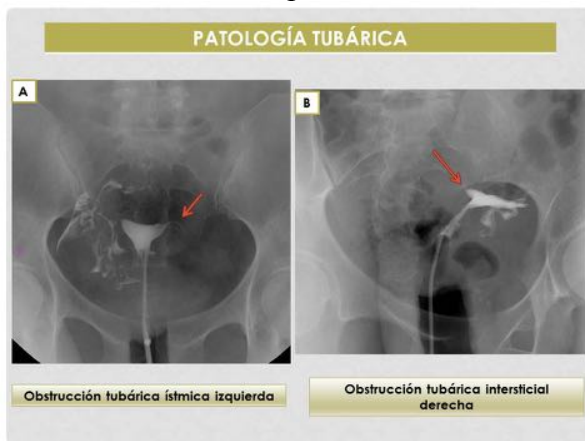 PATOLOGÍA TUBÁRICA
A
B
Obstrucción tubárica ístmica izquierda
Obstrucción tubárica intersticial
derecha